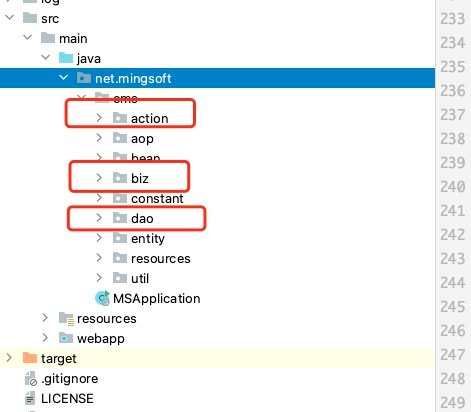 log
src
main
java
net.mingsoft
cms
action
aop
bean
biz
constant
dao
entity
resources
util
MSApplication
resources
webapp
target
.gitignore
LICENSE
233
234
235
236
237
238
239
240
241
242
243
244
245
246
247
248
249